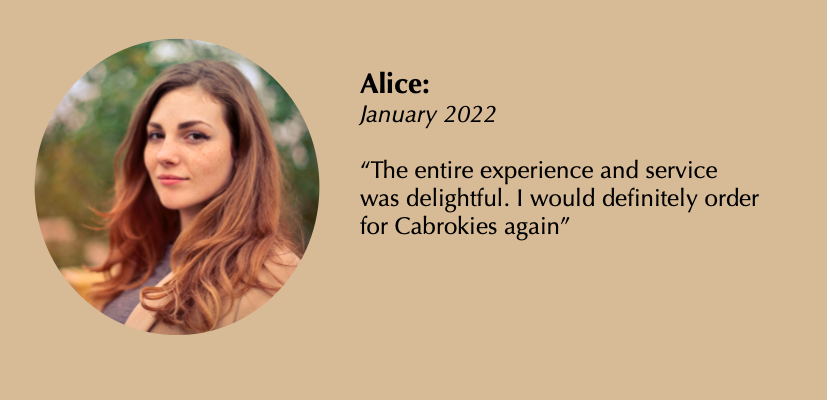 Alice:
January 2022
“The entire experience and service
was delightful. I would definitely order
for Cabrokies again”